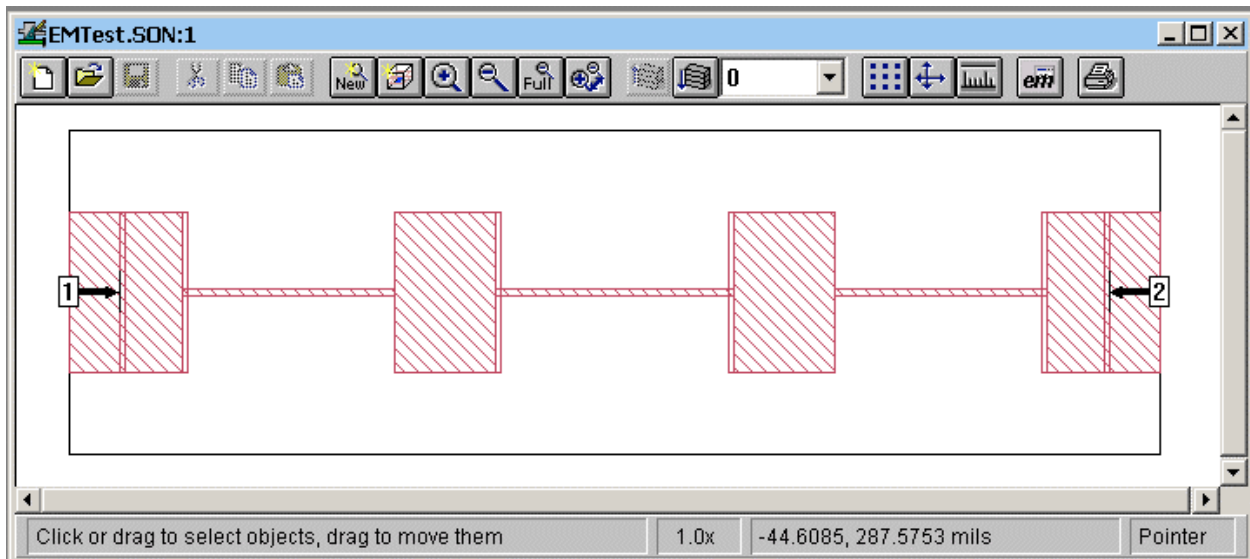 EMTest.SON:1
New Full 0 em
1 2
Click or drag to select objects, drag to move them 1.0x -44.6085, 287.5753 mils Pointer